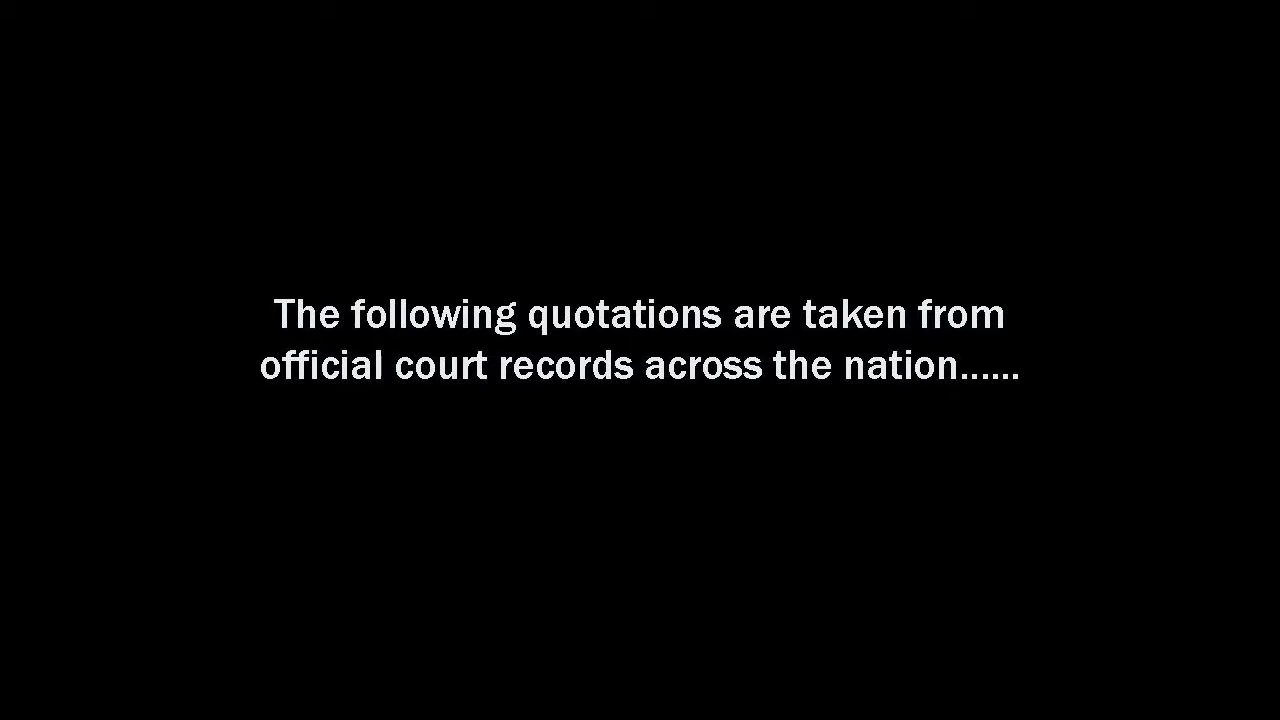 The following quotations are taken from
official court records across the nation......